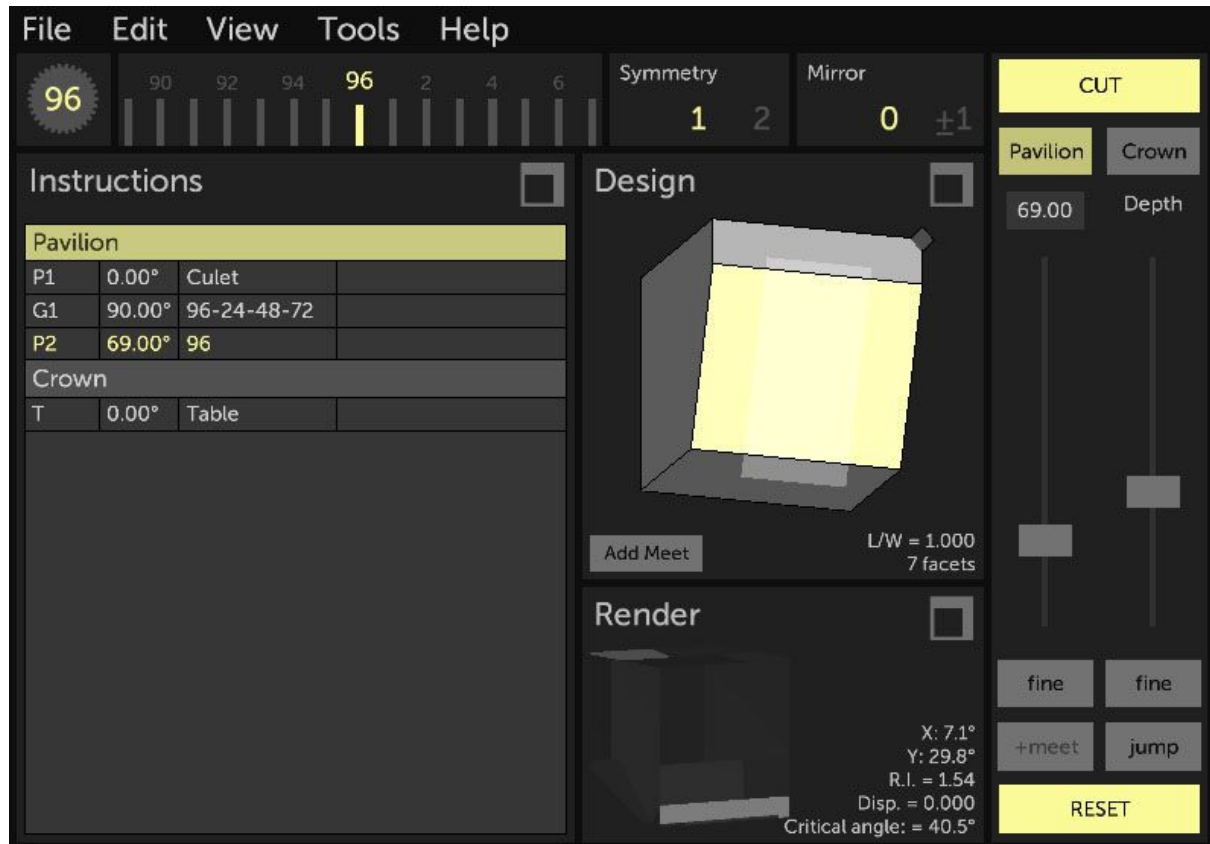 File Edit View Tools Help
96
90 92 94 96 2 4 6
Symmetry
1 2
Mirror
0 ±1
CUT
Pavilion Crown
69.00 Depth
Instructions
Pavilion
P1 0.00° Culet
G1 90.00° 96-24-48-72
P2 69.00° 96
Crown
T 0.00° Table
Design
Add Meet
L/W = 1.000
7 facets
Render
X: 7.1°
Y: 29.8°
R.I. = 1.54
Disp. = 0.000
Critical angle: = 40.5°
fine fine
+meet jump
RESET